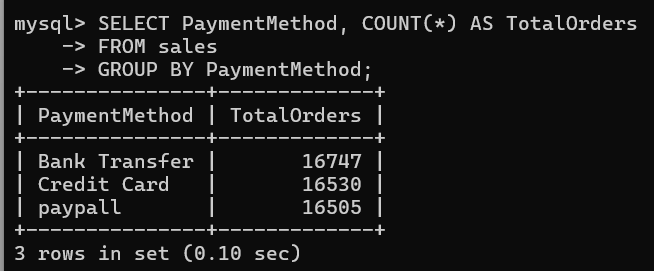 mysql> SELECT PaymentMethod, COUNT(*) AS TotalOrders
    -> FROM sales
    -> GROUP BY PaymentMethod;
+---------------+-------------+
| PaymentMethod | TotalOrders |
+---------------+-------------+
| Bank Transfer |       16747 |
| Credit Card   |       16530 |
| paypall       |       16505 |
+---------------+-------------+
3 rows in set (0.10 sec)